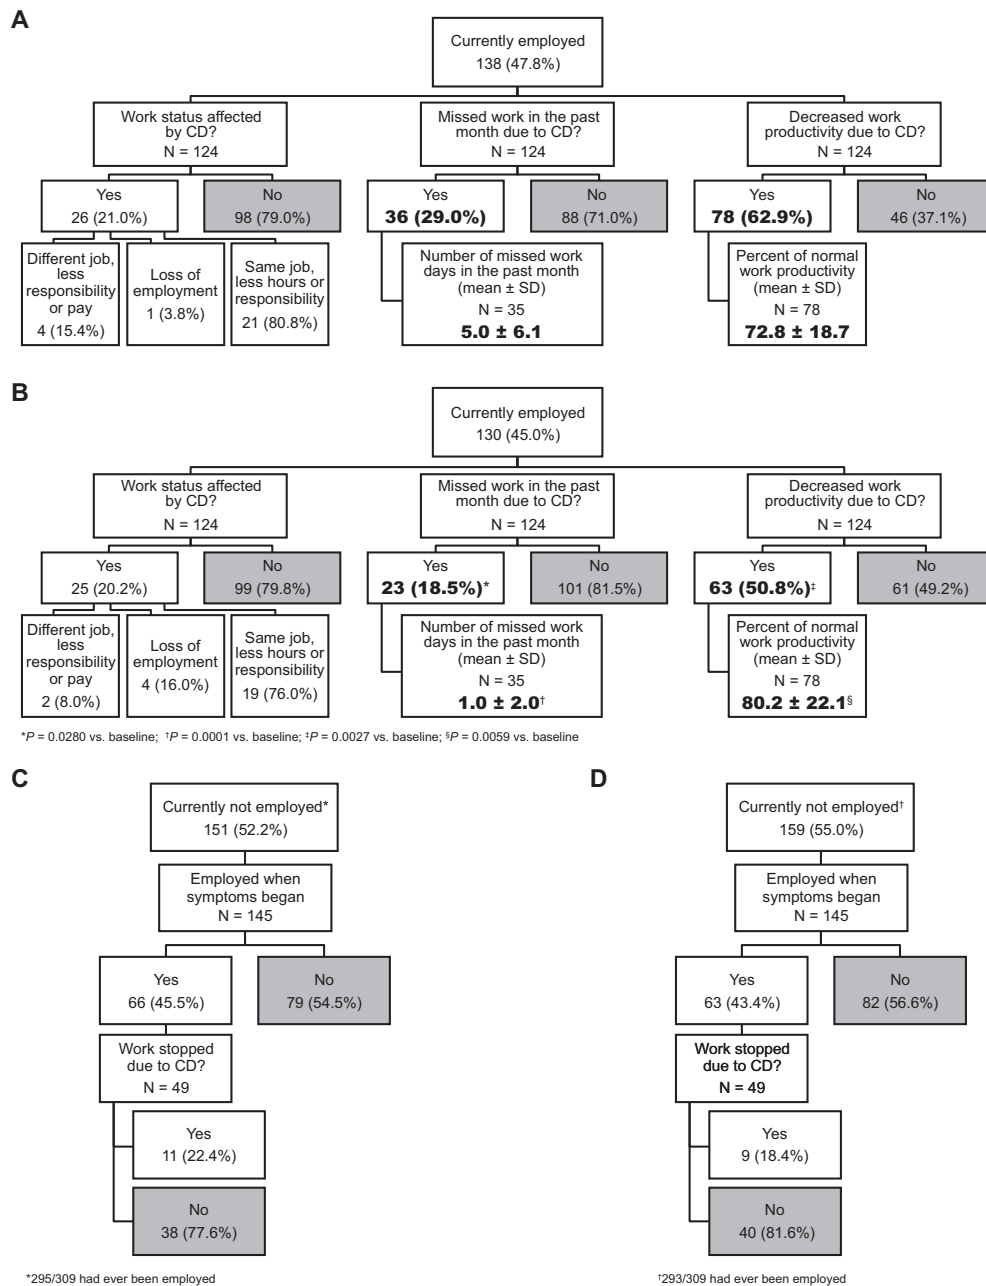 A
Currently employed
138 (47.8%)
Work status affected
by CD?
N = 124
Missed work in the past
month due to CD?
N = 124
Decreased work
productivity due to CD?
N = 124
Yes
26 (21.0%)
No
98 (79.0%)
Yes
36 (29.0%)
No
88 (71.0%)
Yes
78 (62.9%)
No
46 (37.1%)
Different job,
less
responsibility
or pay
4 (15.4%)
Loss of
employment
1 (3.8%)
Same job,
less hours or
responsibility
21 (80.8%)
Number of missed work
days in the past month
(mean ± SD)
N = 35
5.0 ± 6.1
Percent of normal
work productivity
(mean ± SD)
N = 78
72.8 ± 18.7
B
Currently employed
130 (45.0%)
Work status affected
by CD?
N = 124
Missed work in the past
month due to CD?
N = 124
Decreased work
productivity due to CD?
N = 124
Yes
25 (20.2%)
No
99 (79.8%)
Yes
23 (18.5%)*
No
101 (81.5%)
Yes
63 (50.8%)‡
No
61 (49.2%)
Different job,
less
responsibility
or pay
2 (8.0%)
Loss of
employment
4 (16.0%)
Same job,
less hours or
responsibility
19 (76.0%)
Number of missed work
days in the past month
(mean ± SD)
N = 35
1.0 ± 2.0†
Percent of normal
work productivity
(mean ± SD)
N = 78
80.2 ± 22.1§
*P = 0.0280 vs. baseline; †P = 0.0001 vs. baseline; ‡P = 0.0027 vs. baseline; §P = 0.0059 vs. baseline
C
Currently not employed*
151 (52.2%)
Employed when
symptoms began
N = 145
Yes
66 (45.5%)
No
79 (54.5%)
Work stopped
due to CD?
N = 49
Yes
11 (22.4%)
No
38 (77.6%)
*295/309 had ever been employed
D
Currently not employed†
159 (55.0%)
Employed when
symptoms began
N = 145
Yes
63 (43.4%)
No
82 (56.6%)
Work stopped
due to CD?
N = 49
Yes
9 (18.4%)
No
40 (81.6%)
†293/309 had ever been employed